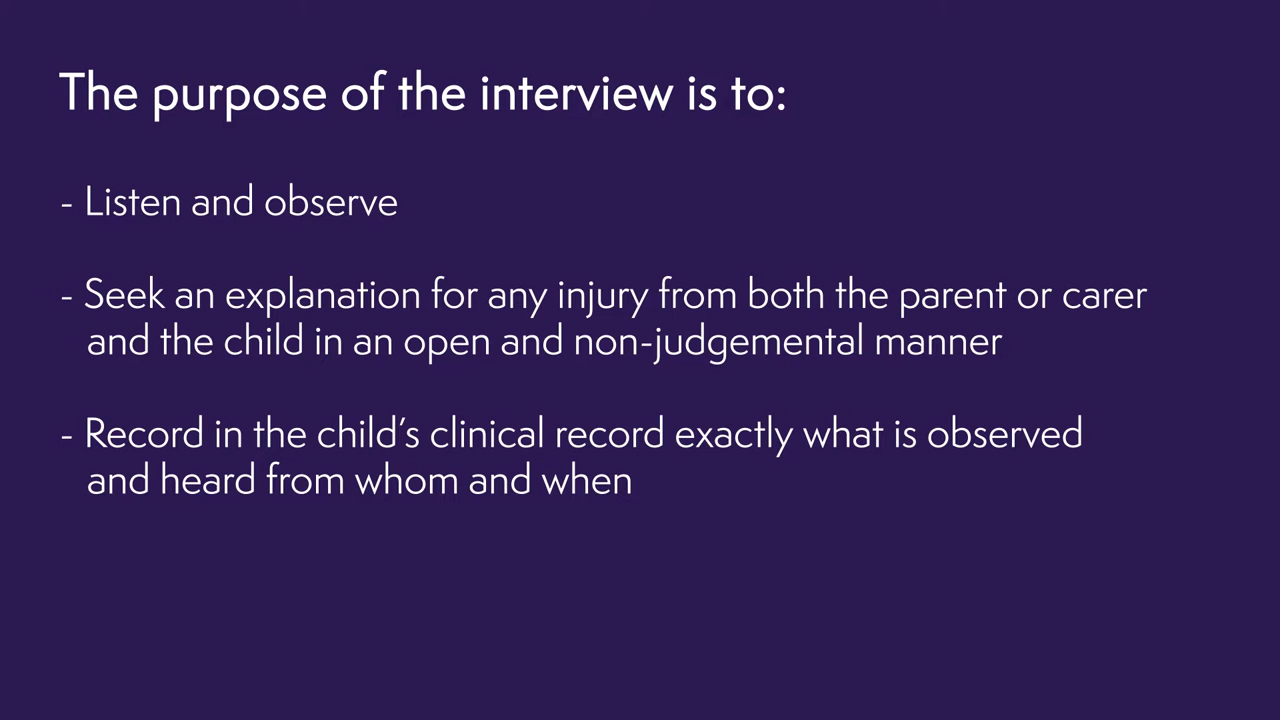 The purpose of the interview is to:
- Listen and observe
- Seek an explanation for any injury from both the parent or carer
and the child in an open and non-judgemental manner
- Record in the child’s clinical record exactly what is observed
and heard from whom and when